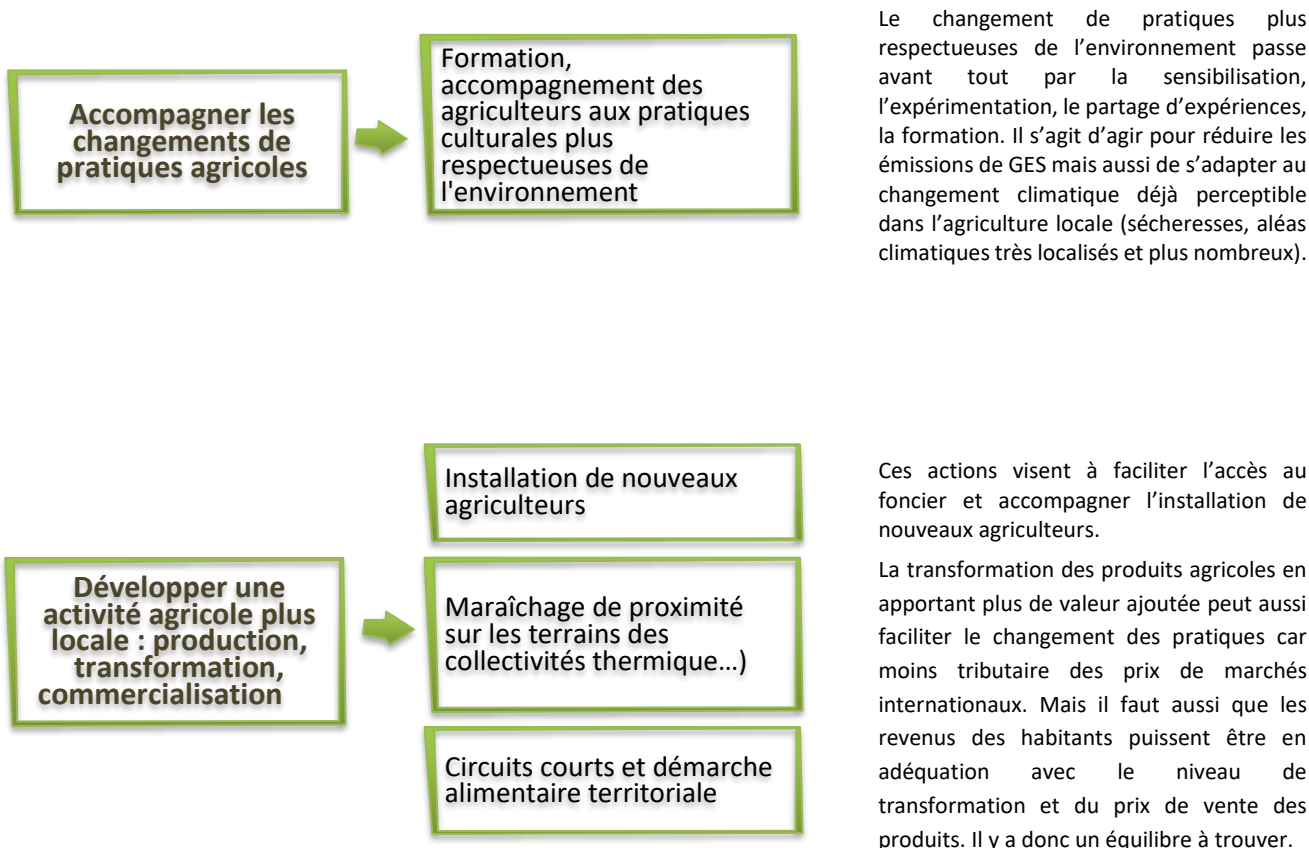 Accompagner les
changements de
pratiques agricoles
Formation,
accompagnement des
agriculteurs aux pratiques
culturales plus
respectueuses de
l'environnement
Le changement de pratiques plus
respectueuses de l’environnement passe
avant tout par la sensibilisation,
l’expérimentation, le partage d’expériences,
la formation. Il s’agit d’agir pour réduire les
émissions de GES mais aussi de s’adapter au
changement climatique déjà perceptible
dans l’agriculture locale (sécheresses, aléas
climatiques très localisés et plus nombreux).
Développer une
activité agricole plus
locale : production,
transformation,
commercialisation
Installation de nouveaux
agriculteurs
Maraîchage de proximité
sur les terrains des
collectivités thermique…)
Circuits courts et démarche
alimentaire territoriale
Ces actions visent à faciliter l’accès au
foncier et accompagner l’installation de
nouveaux agriculteurs.
La transformation des produits agricoles en
apportant plus de valeur ajoutée peut aussi
faciliter le changement des pratiques car
moins tributaire des prix de marchés
internationaux. Mais il faut aussi que les
revenus des habitants puissent être en
adéquation avec le niveau de
transformation et du prix de vente des
produits. Il y a donc un équilibre à trouver.